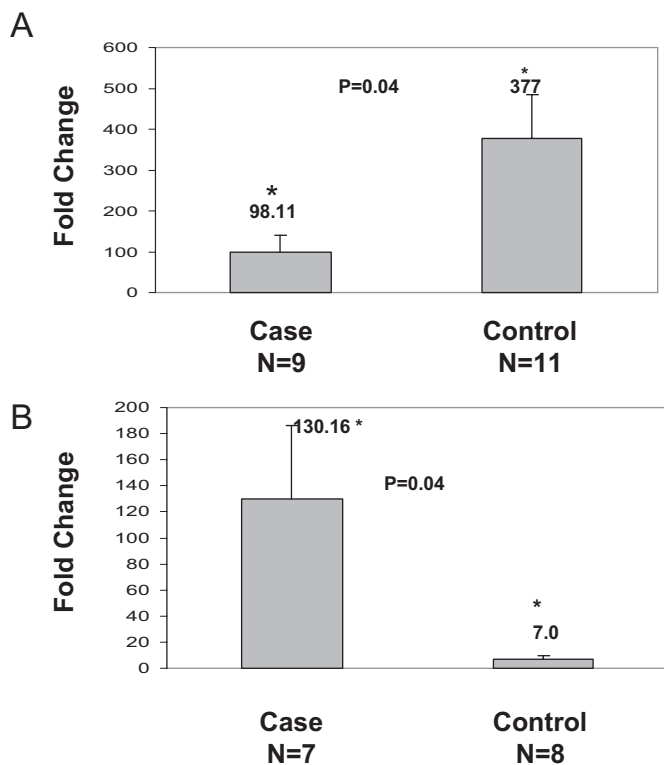 A
600
500
400
300
200
100
0
Fold Change
P=0.04
*
377
*
98.11
Case
N=9
Control
N=11
B
200
180
160
140
120
100
80
60
40
20
0
Fold Change
130.16 *
P=0.04
*
7.0
Case
N=7
Control
N=8